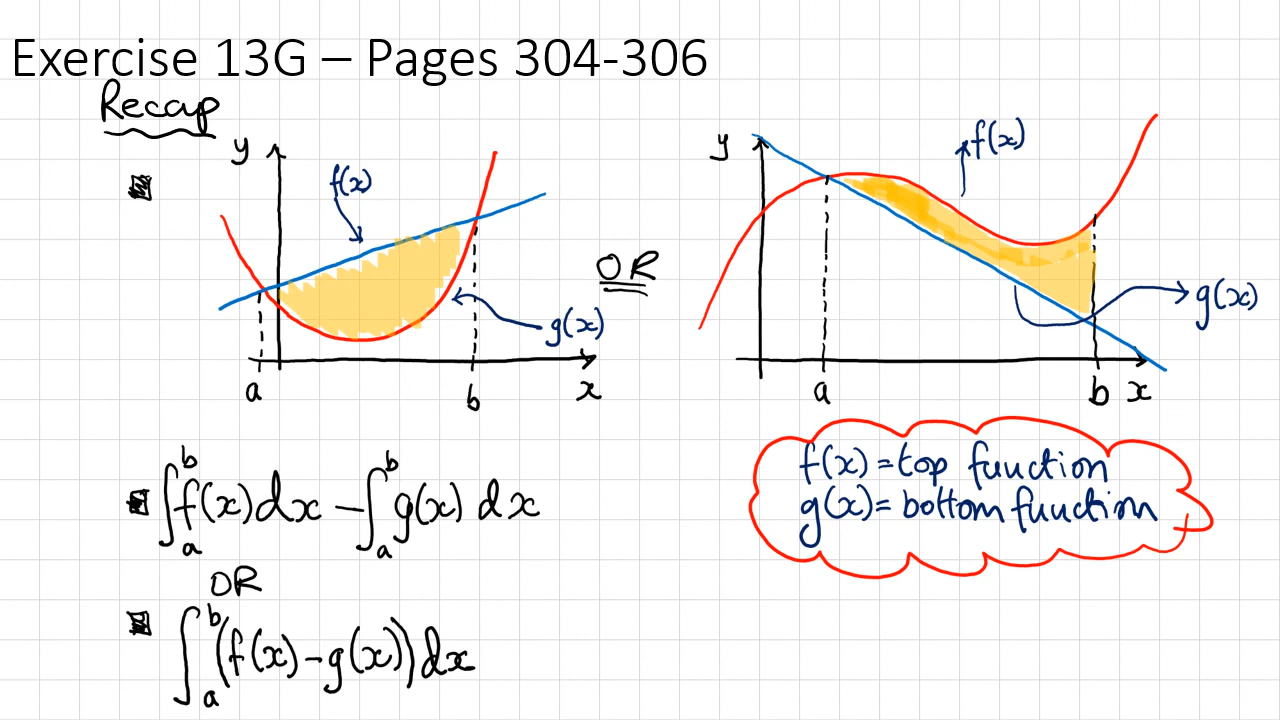 Exercise 13G – Pages 304-306
Recap
y
f(x)
g(x)
a
b
x
OR
y
f(x)
g(x)
a
b
x
f(x) = top function
g(x) = bottom function
∫ₐᵇ f(x) dx − ∫ₐᵇ g(x) dx
OR
∫ₐᵇ (f(x) − g(x)) dx